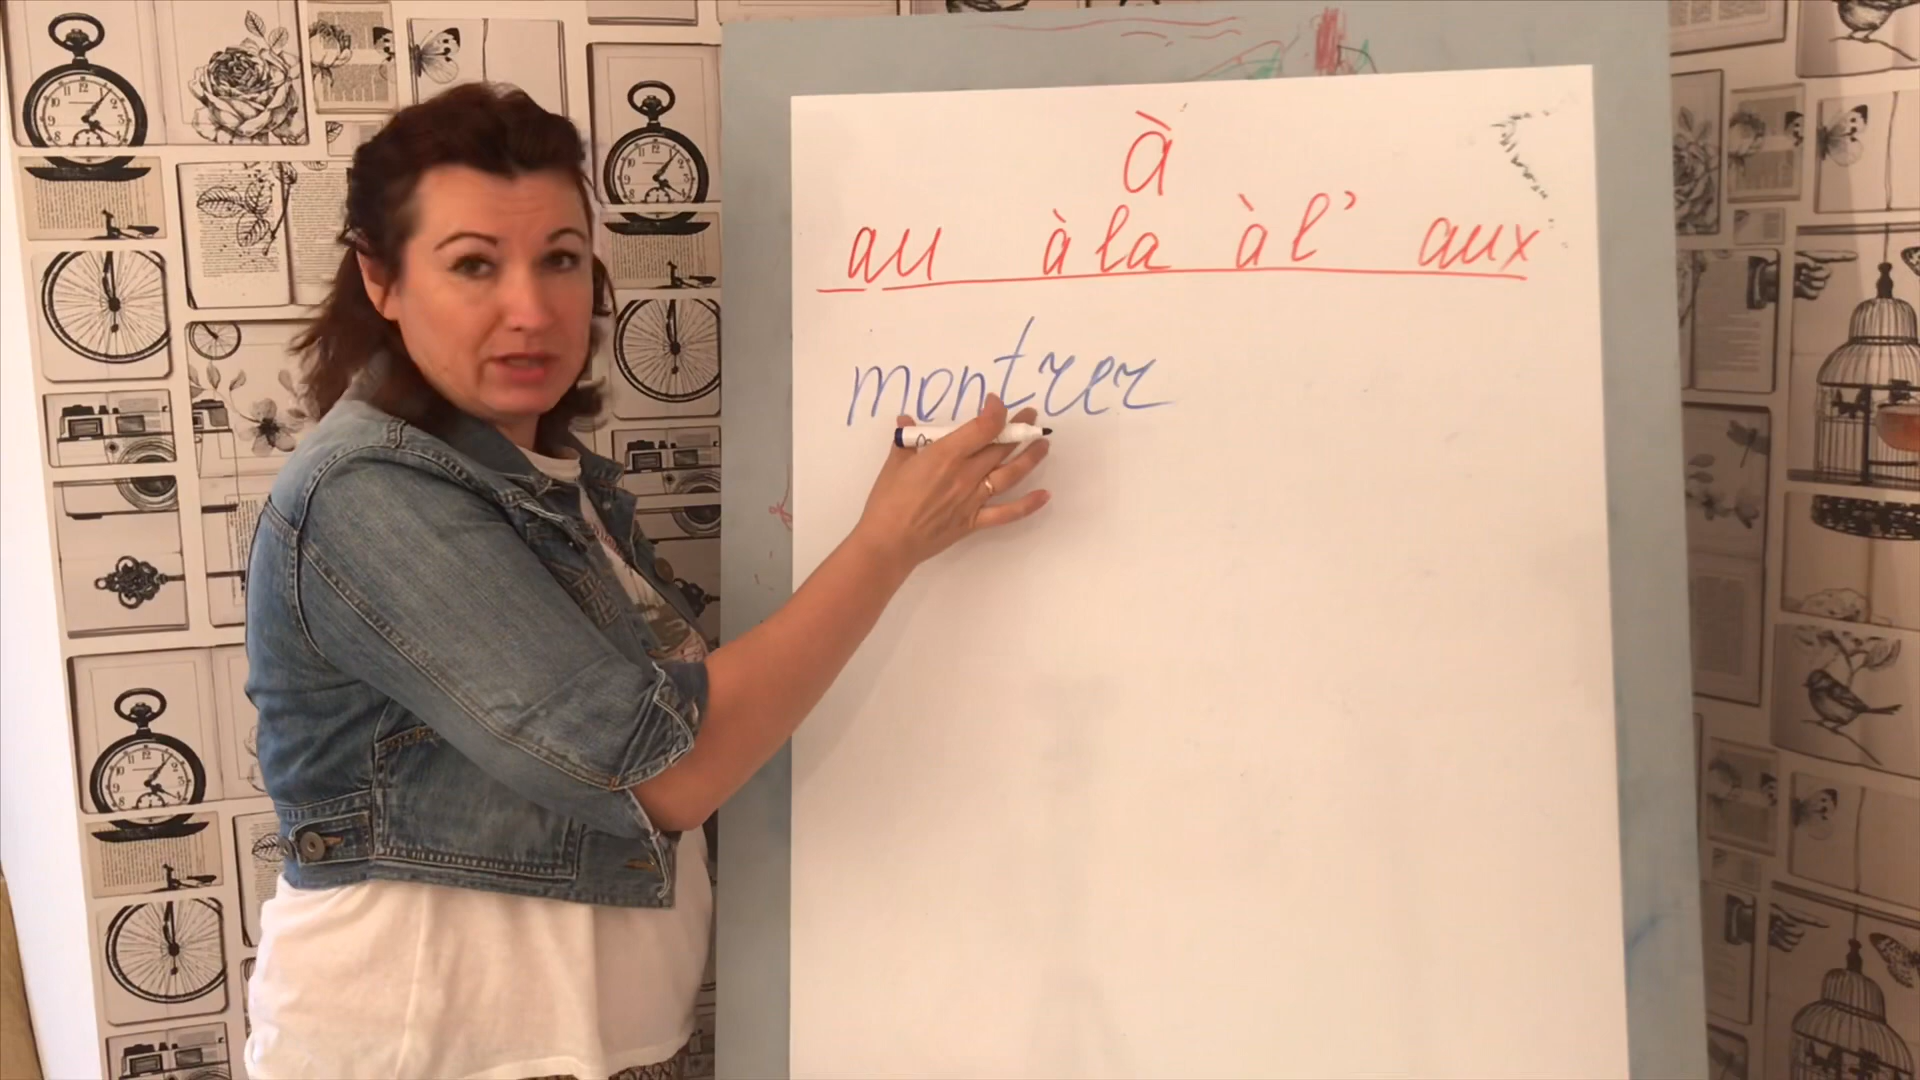 à
au à la à l' aux
montrer